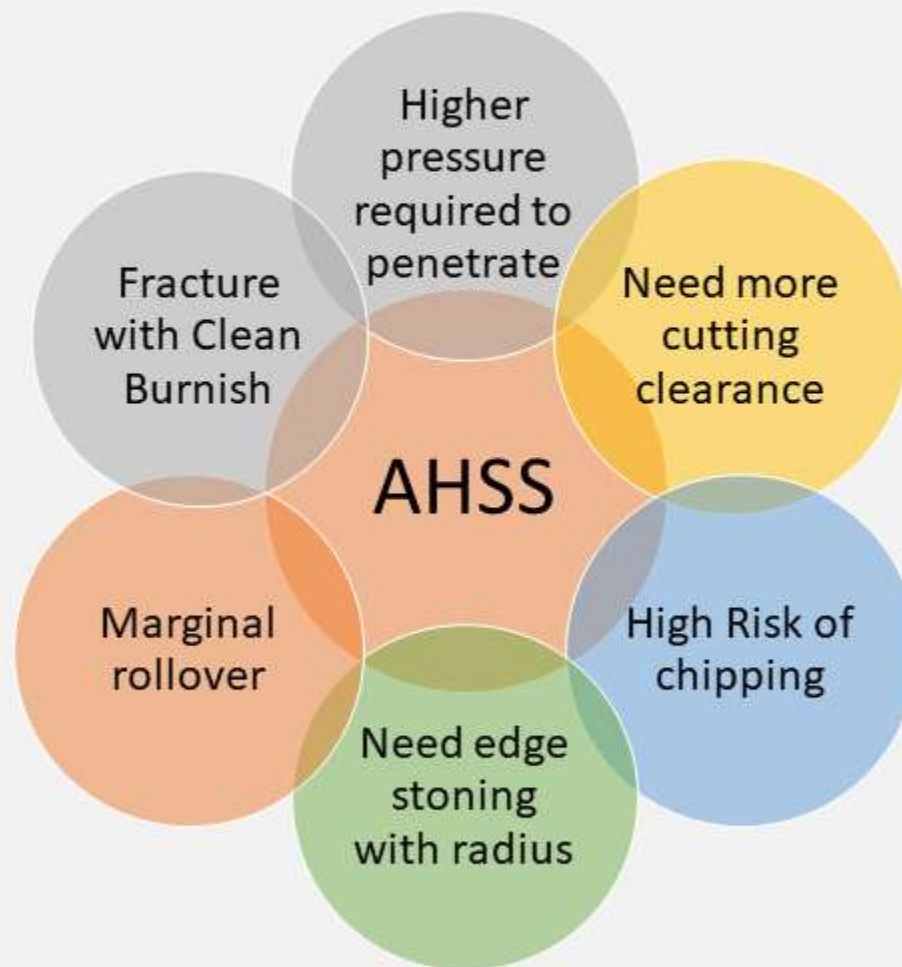 Higher
pressure
required to
penetrate
Need more
cutting
clearance
High Risk of
chipping
Need edge
stoning
with radius
Marginal
rollover
Fracture
with Clean
Burnish
AHSS